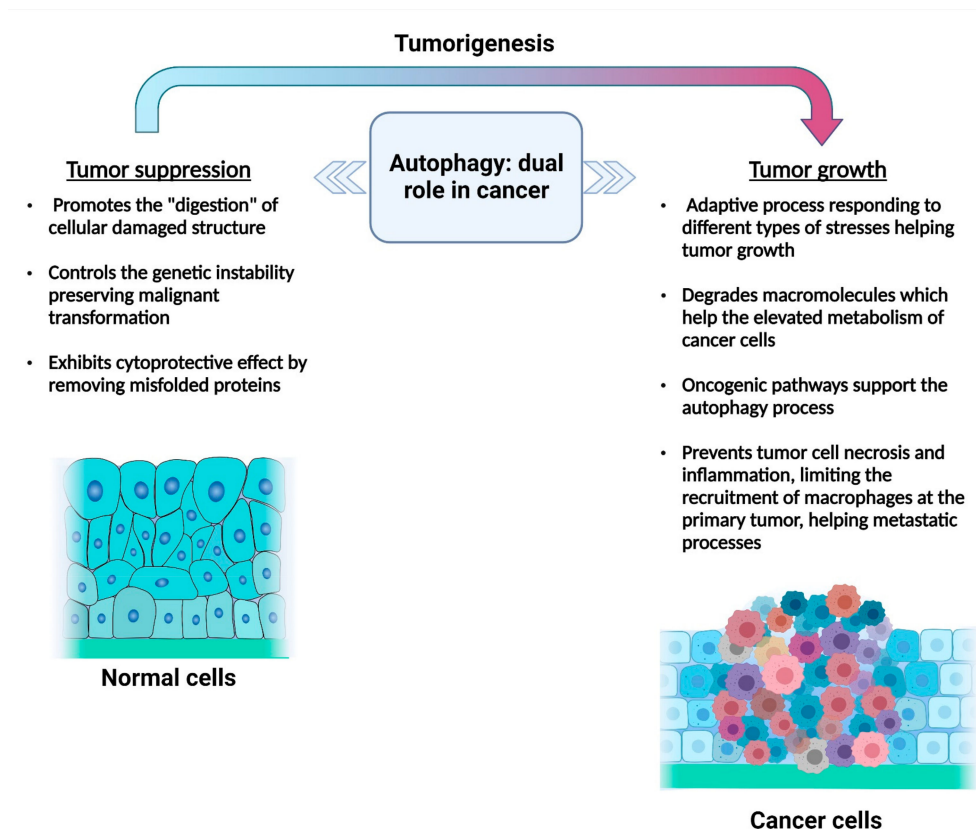 Tumorigenesis
Autophagy: dual
role in cancer
Tumor suppression
• Promotes the "digestion" of
cellular damaged structure
• Controls the genetic instability
preserving malignant
transformation
• Exhibits cytoprotective effect by
removing misfolded proteins
Normal cells
Tumor growth
• Adaptive process responding to
different types of stresses helping
tumor growth
• Degrades macromolecules which
help the elevated metabolism of
cancer cells
• Oncogenic pathways support the
autophagy process
• Prevents tumor cell necrosis and
inflammation, limiting the
recruitment of macrophages at the
primary tumor, helping metastatic
processes
Cancer cells